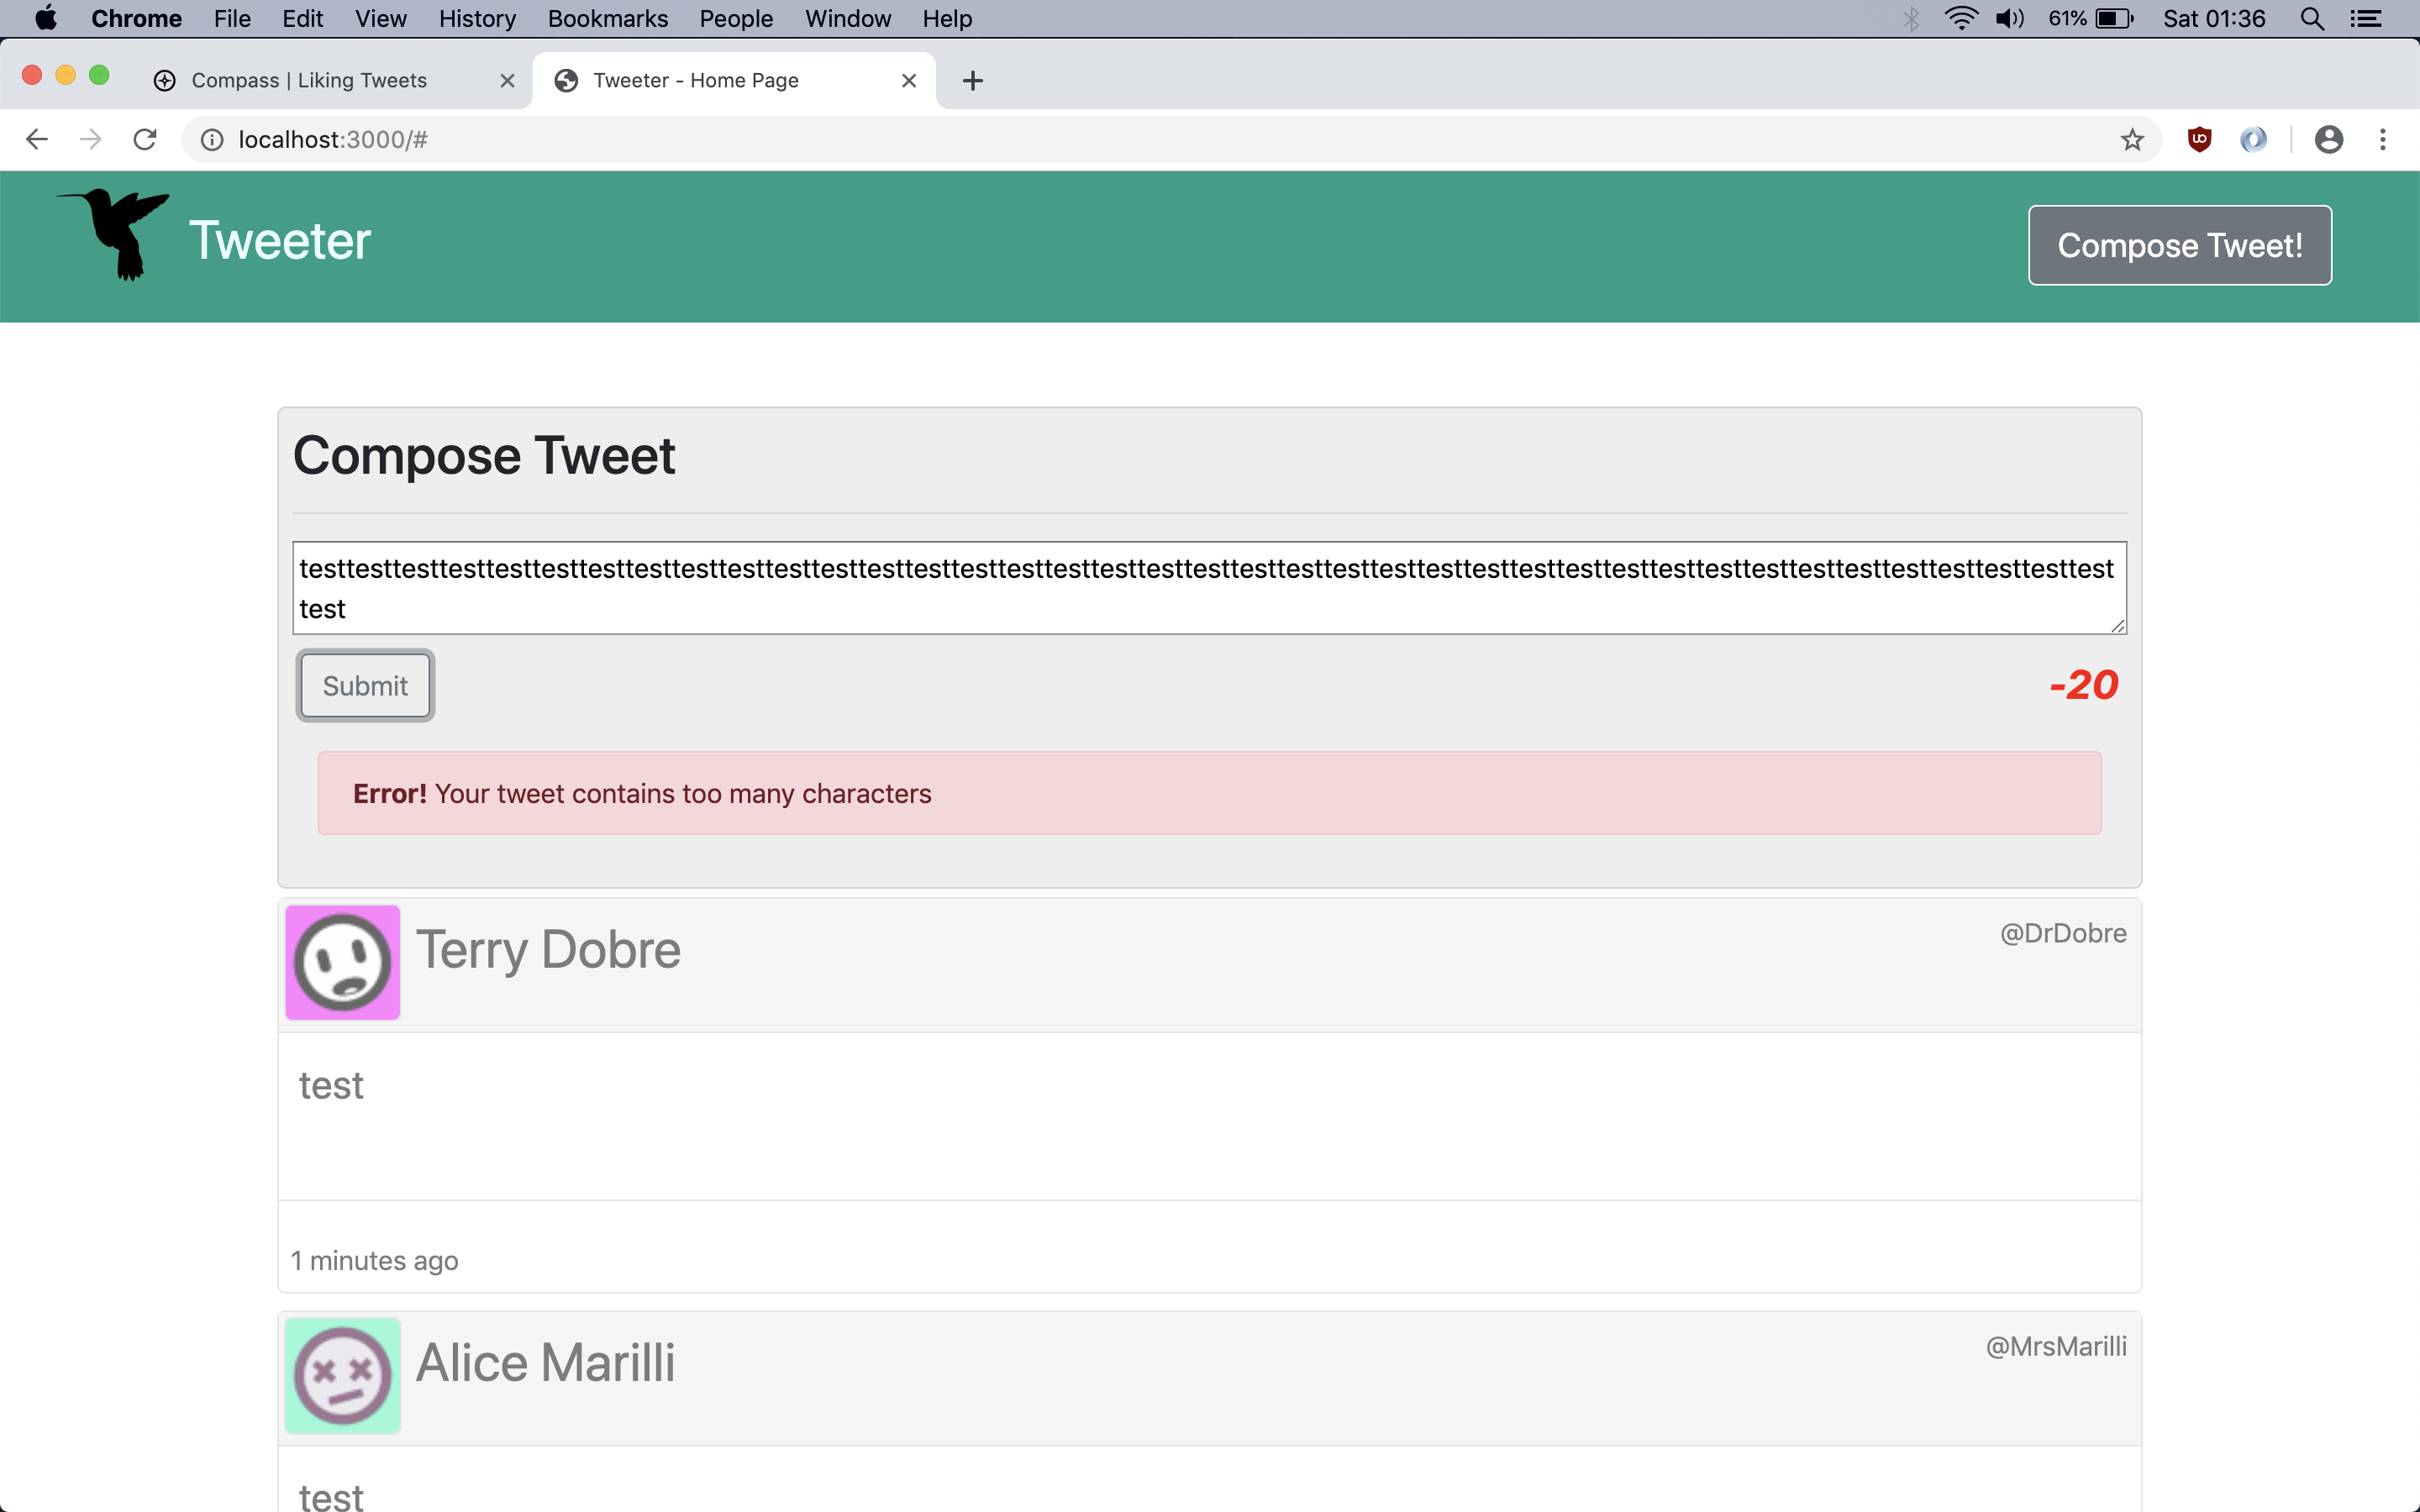 Chrome File Edit View History Bookmarks People Window Help 61% Sat 01:36
Compass | Liking Tweets
Tweeter - Home Page
localhost:3000/#
Tweeter
Compose Tweet!
Compose Tweet
testtesttesttesttesttesttesttesttesttesttesttesttesttesttesttesttesttesttesttesttesttesttesttesttesttesttesttesttesttesttesttesttesttesttesttesttesttesttest
test
Submit
-20
Error! Your tweet contains too many characters
Terry Dobre
@DrDobre
test
1 minutes ago
Alice Marilli
@MrsMarilli
test